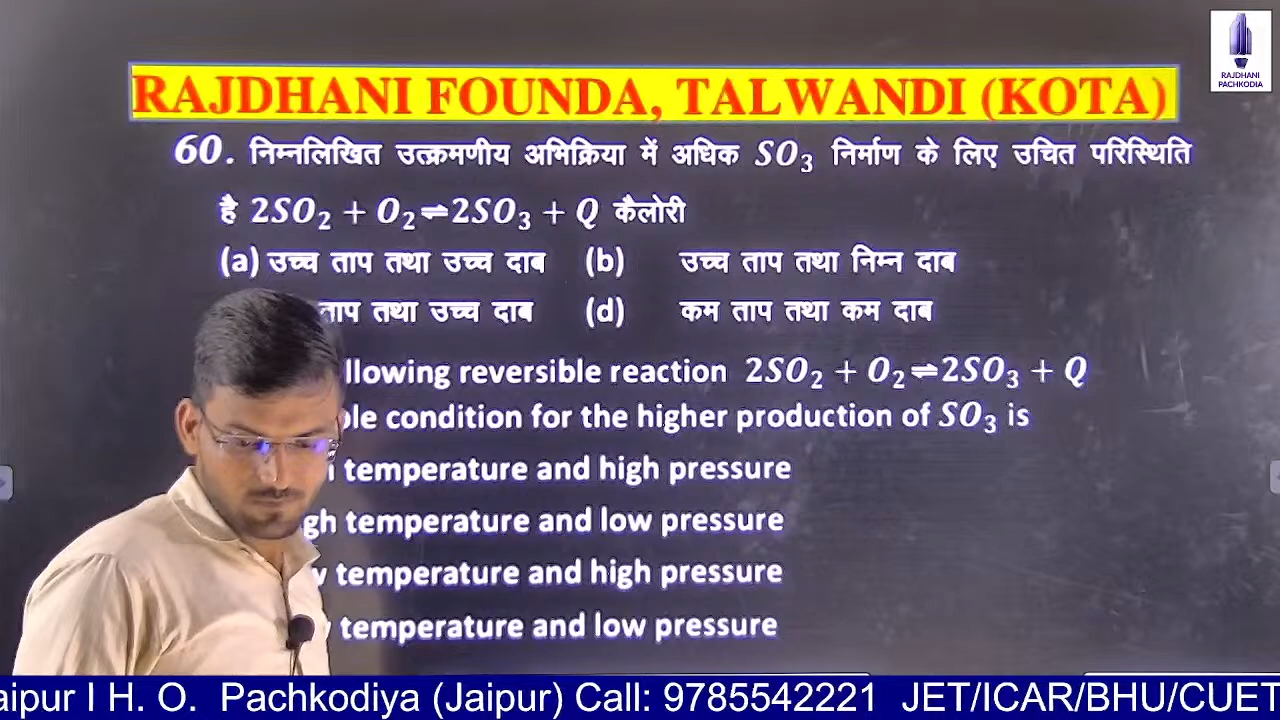 RAJDHANI
PACHKODIA
RAJDHANI FOUNDA, TALWANDI (KOTA)
60. निम्नलिखित उत्क्रमणीय अभिक्रिया में अधिक SO₃ निर्माण के लिए उचित परिस्थिति
है 2SO₂ + O₂⇌2SO₃ + Q कैलोरी
(a) उच्च ताप तथा उच्च दाब (b) उच्च ताप तथा निम्न दाब
ताप तथा उच्च दाब (d) कम ताप तथा कम दाब
llowing reversible reaction 2SO₂ + O₂⇌2SO₃ + Q
ble condition for the higher production of SO₃ is
temperature and high pressure
gh temperature and low pressure
w temperature and high pressure
temperature and low pressure
aipur I H. O. Pachkodiya (Jaipur) Call: 9785542221 JET/ICAR/BHU/CUET